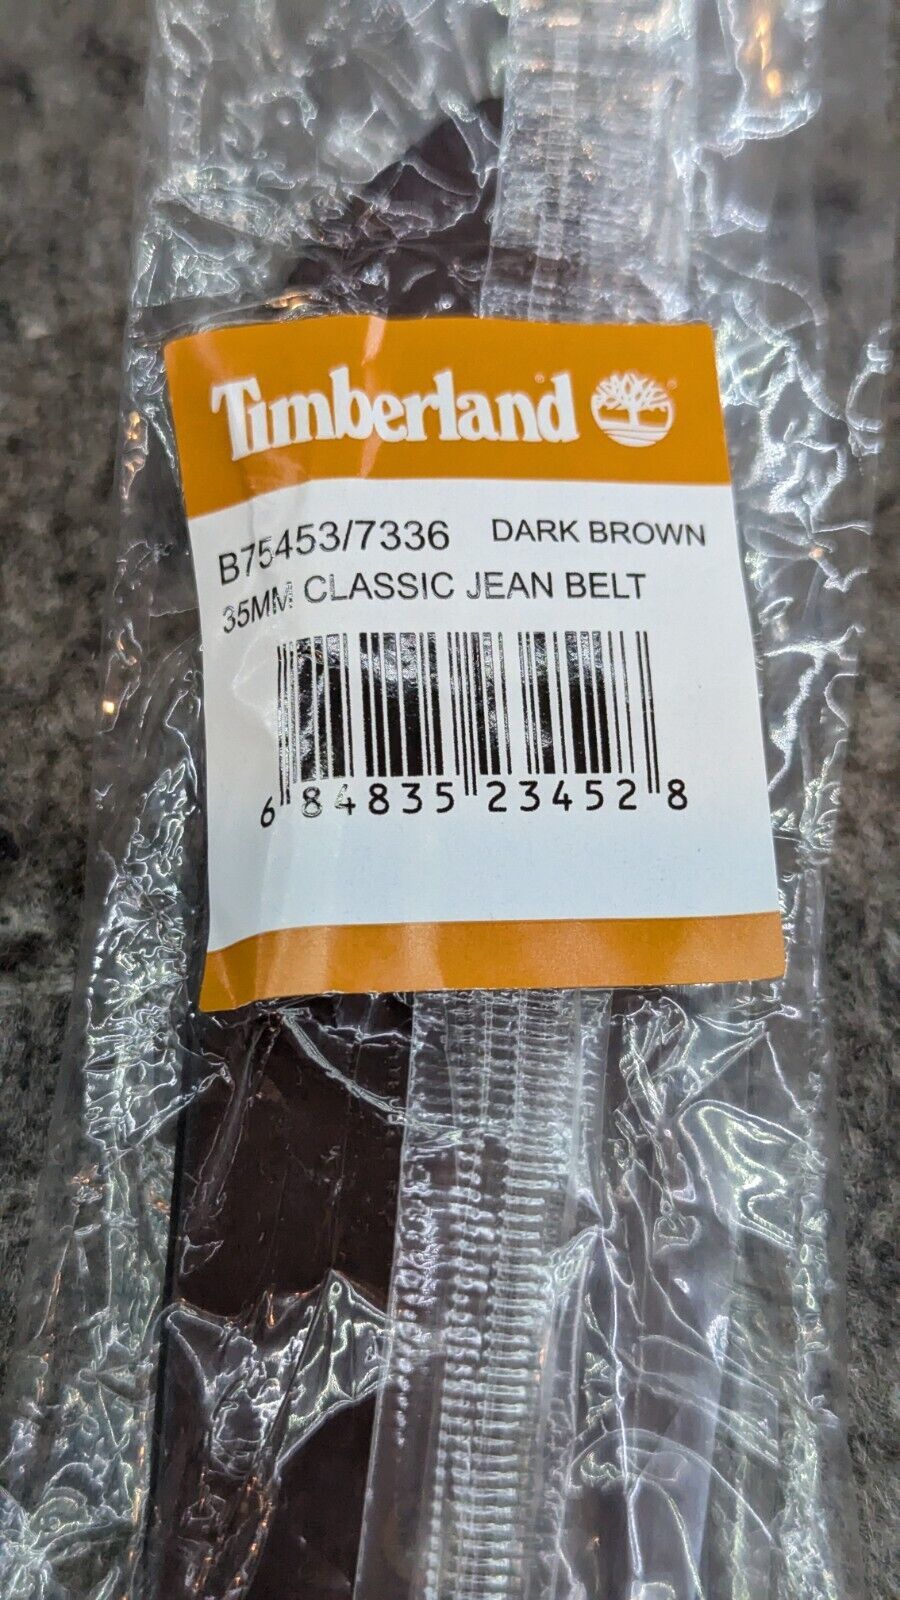 Timberland
B75453/7336 DARK BROWN
35MM CLASSIC JEAN BELT
6 84835 23452 8